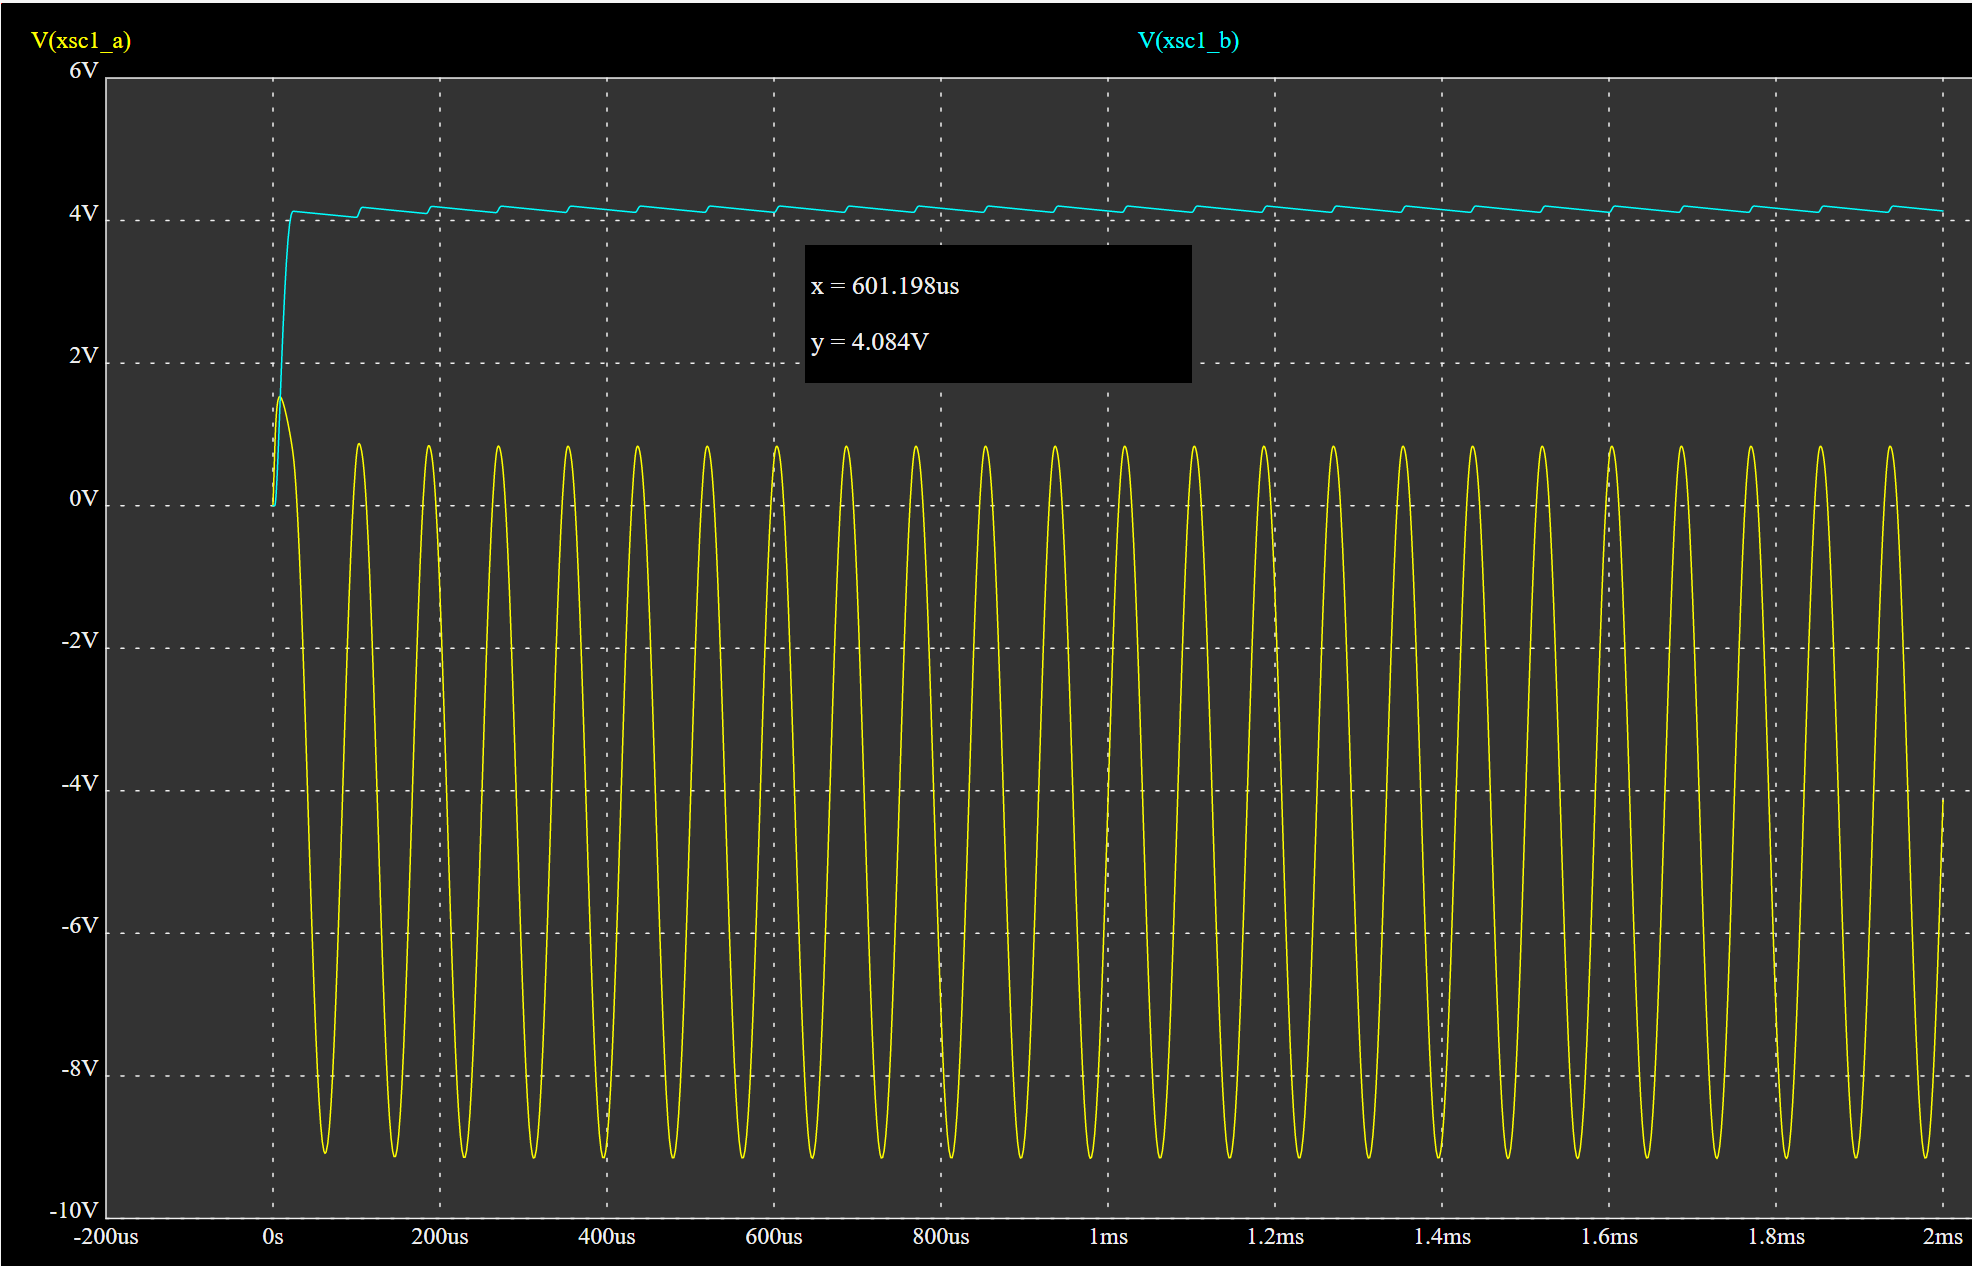 V(xsc1_a)
V(xsc1_b)
6V
4V
2V
0V
-2V
-4V
-6V
-8V
-10V
x = 601.198us
y = 4.084V
-200us
0s
200us
400us
600us
800us
1ms
1.2ms
1.4ms
1.6ms
1.8ms
2ms